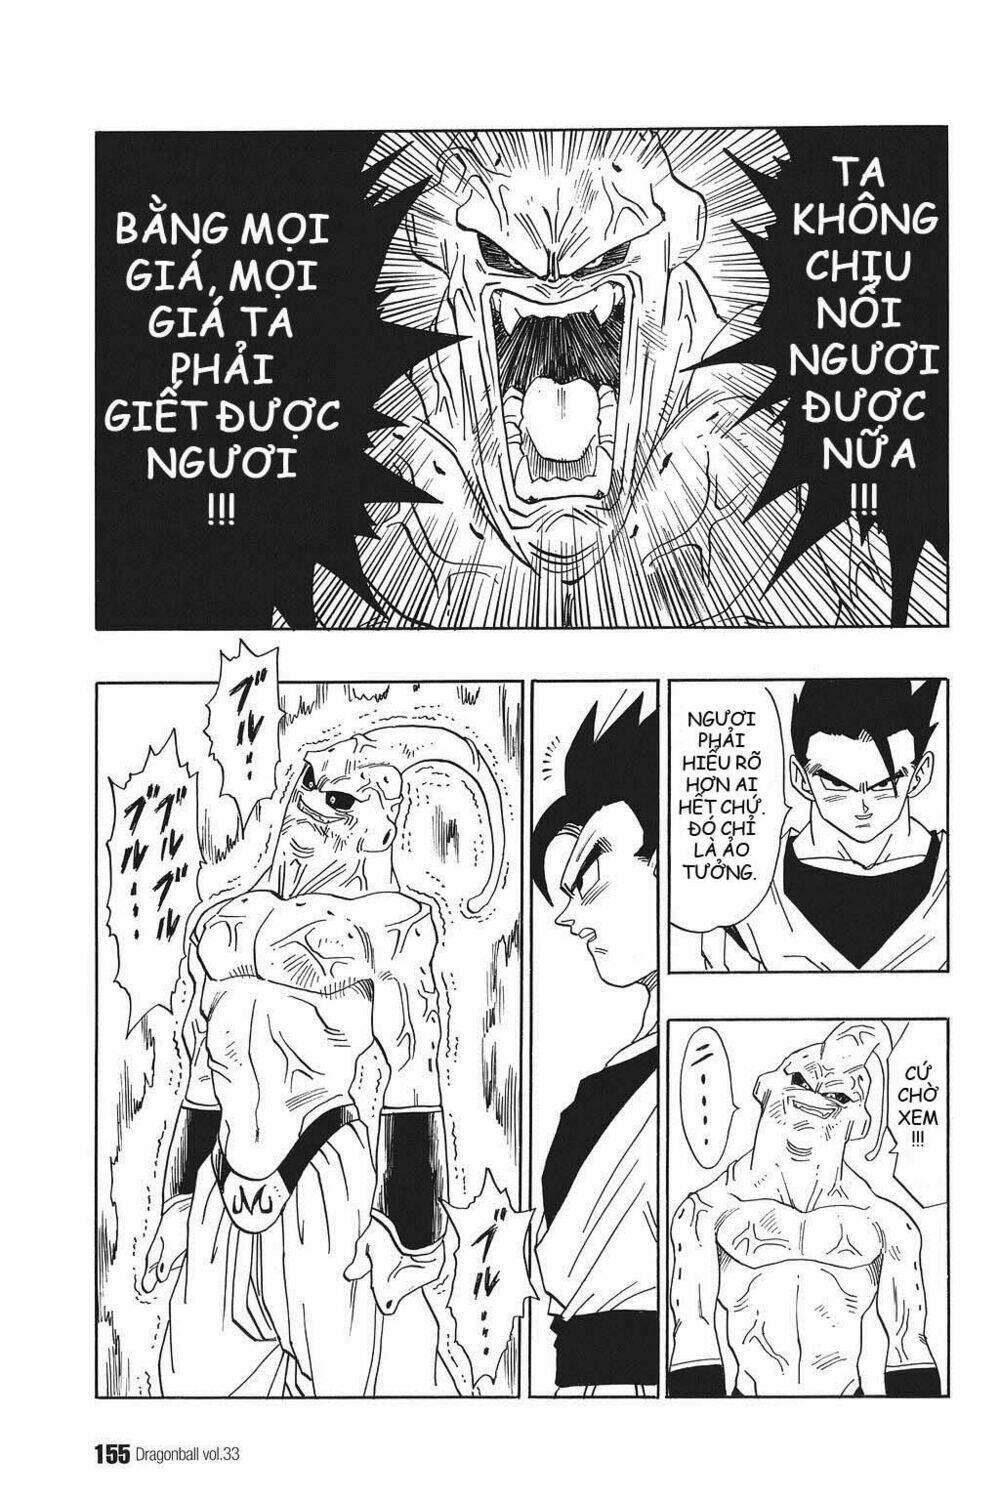 TA
KHÔNG
CHỊU
NỔI
NGƯƠI
ĐƯỢC
NỮA
!!!
BẰNG MỌI
GIÁ, MỌI
GIÁ TA
PHẢI
GIẾT ĐƯỢC
NGƯƠI
!!!
NGƯƠI
PHẢI
HIỂU RÕ
HƠN AI
HẾT CHỨ.
ĐÓ CHỈ
LÀ ẢO
TƯỞNG.
CỨ
CHỜ
XEM
!!!
....
ブル...
ブル
ブル...
ブル...
M
155 Dragonball vol.33